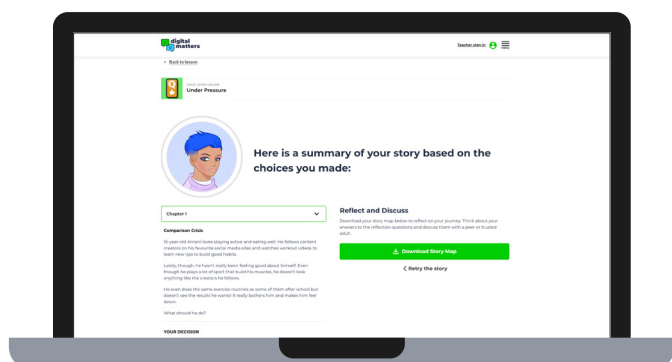 digital
matters
Teacher sign in
< Back to lesson
Under Pressure
Here is a summary of your story based on the
choices you made:
Chapter 1
Comparison Crisis
15-year-old Antoni loves staying active and eating well. He follows content
creators on his favourite social media sites and watches workout videos to
learn new tips to build good habits.
Lately, though he hasn't really been feeling good about himself. Even
though he plays a lot of sport that build his muscles, he doesn't look
anything like the creators he follows.
He even does the same exercise routines as some of them after school but
doesn't see the results he wants! It really bothers him and makes him feel
down.
What should he do?
YOUR DECISION
Reflect and Discuss
Download your story map below to reflect on your journey. Think about your
answers to the reflection questions and discuss them with a peer or trusted
adult.
Download Story Map
< Retry the story